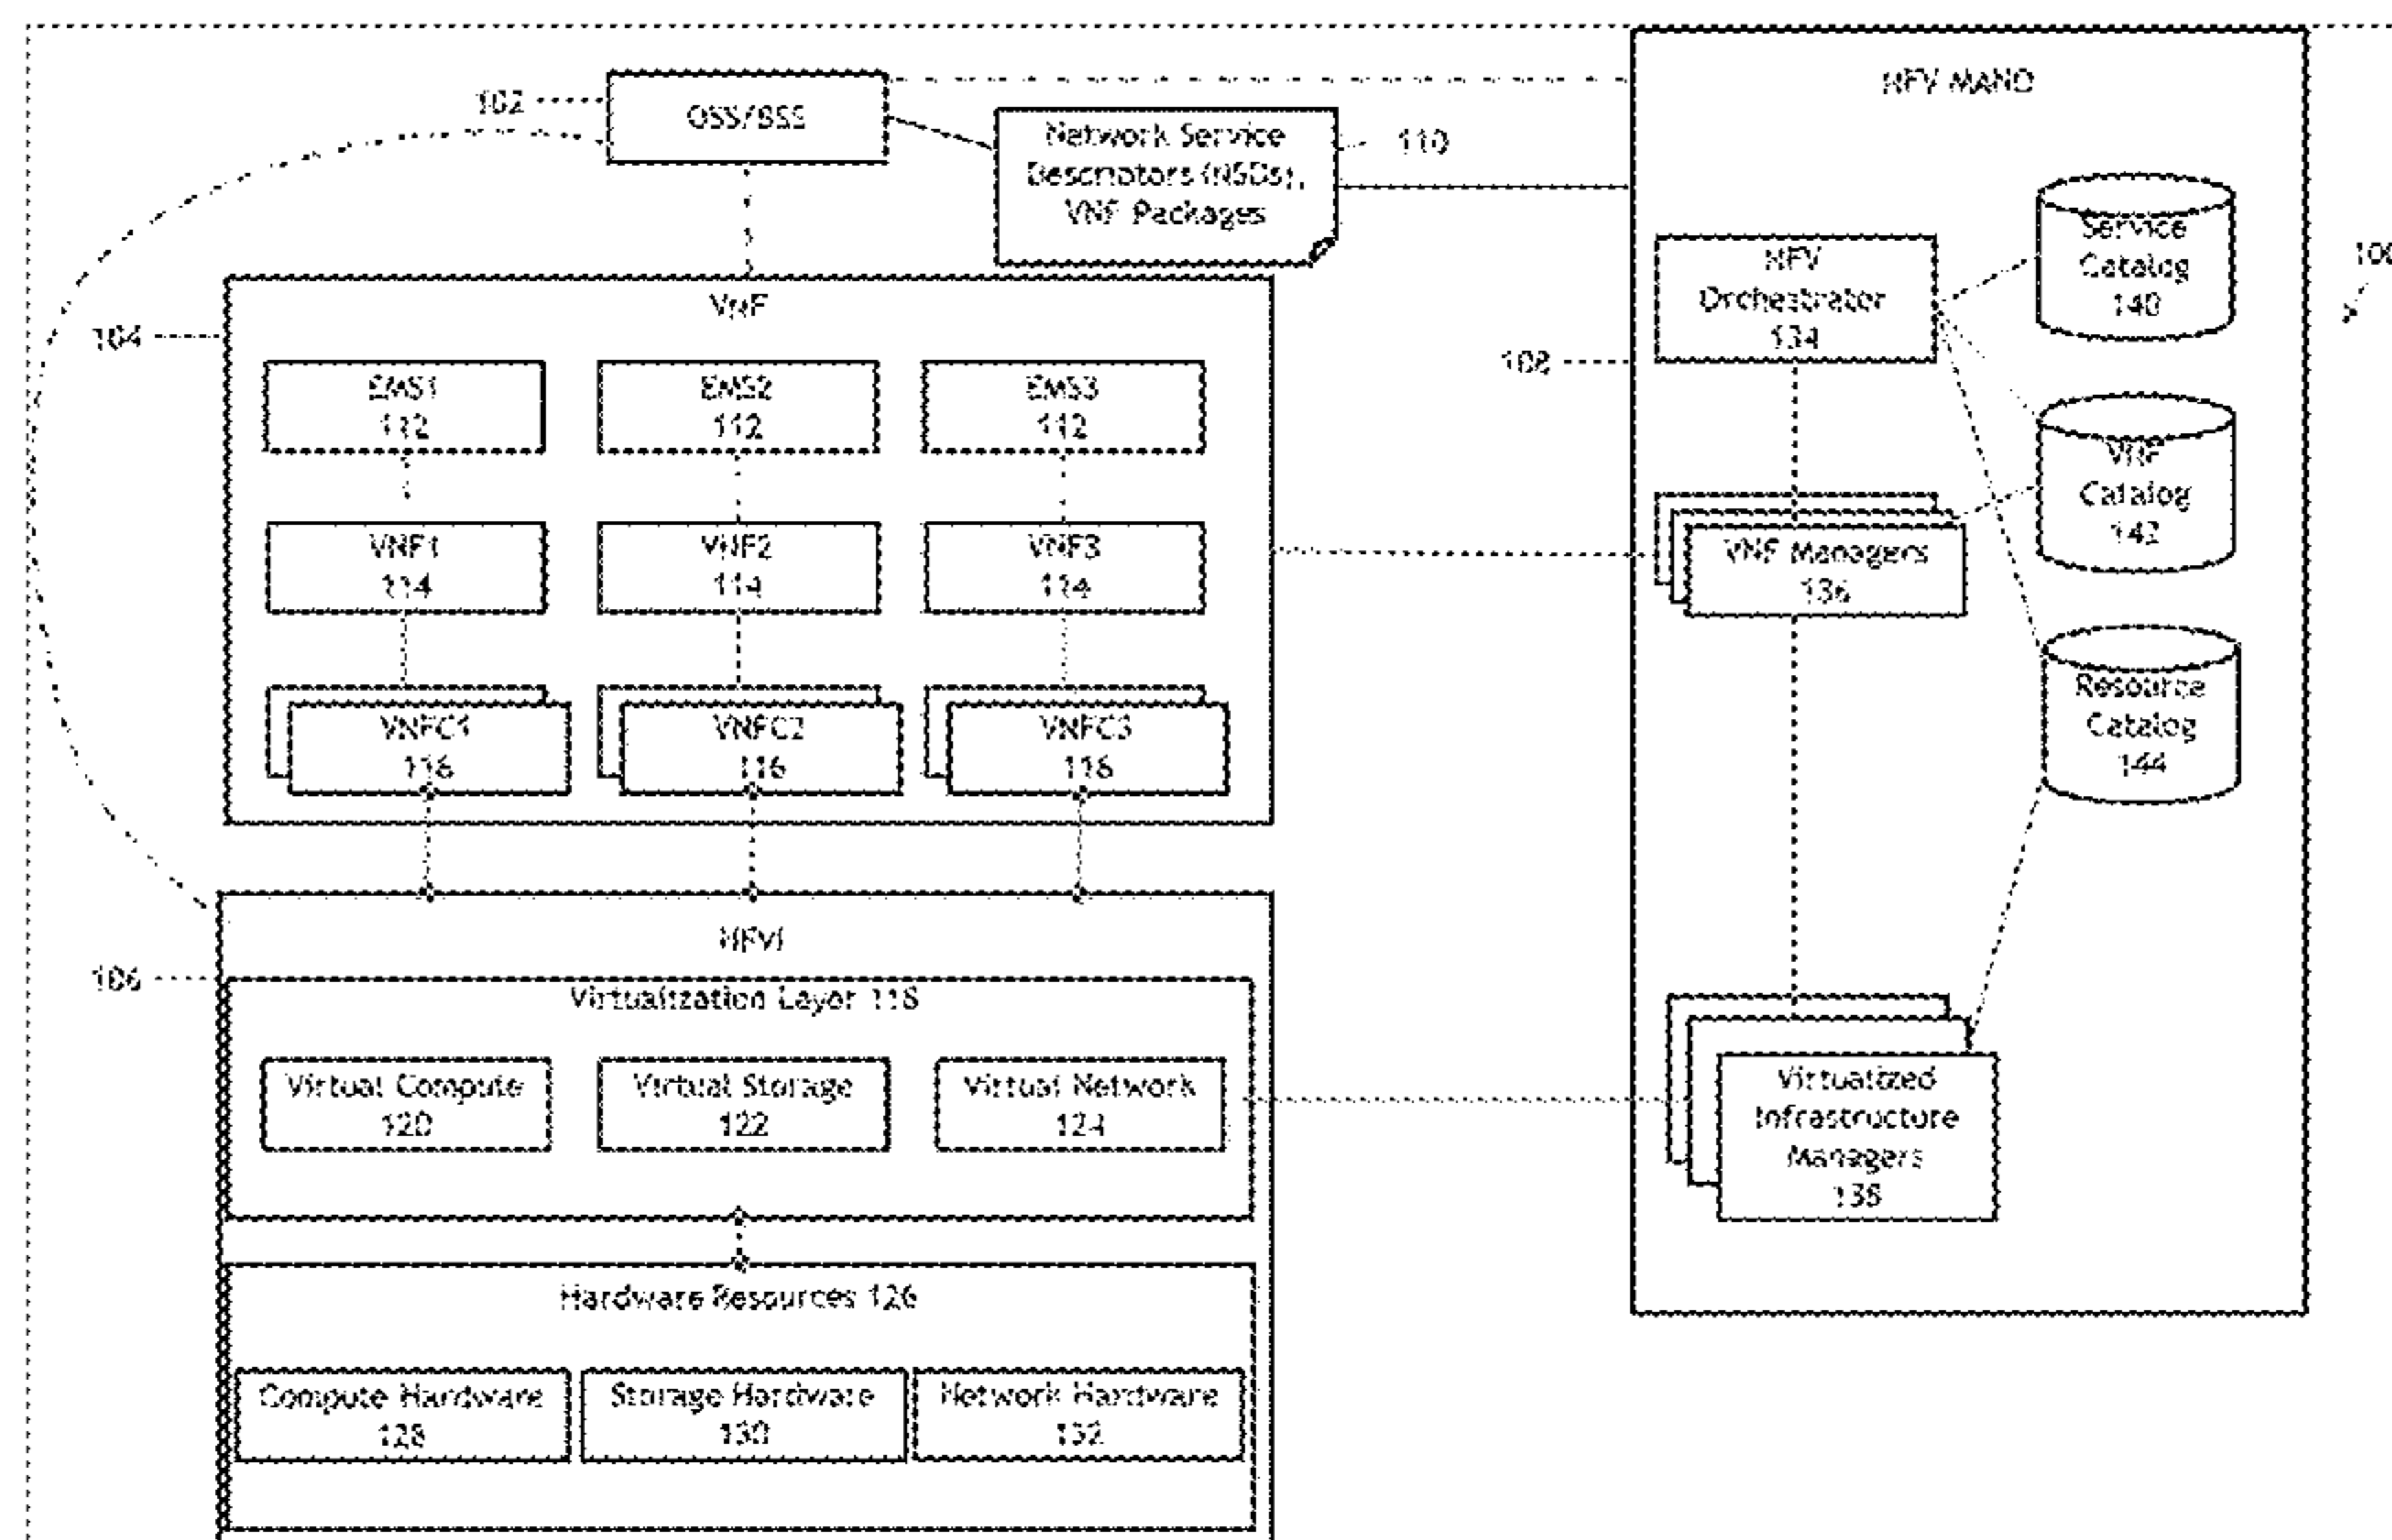 102
OSS/BSS
Network Service
Descriptors (NSDs),
VNF Packages
110
NFV MANO
100
104
VNF
EMS1
112
EMS2
112
EMS3
112
VNF1
114
VNF2
114
VNF3
114
VNFC1
116
VNFC2
116
VNFC3
116
108
NFV
Orchestrator
134
Service
Catalog
140
VNF
Catalog
142
VNF Managers
136
Resource
Catalog
144
106
NFVI
Virtualization Layer 118
Virtual Compute
120
Virtual Storage
122
Virtual Network
124
Virtualized
Infrastructure
Managers
138
Hardware Resources 126
Compute Hardware
128
Storage Hardware
130
Network Hardware
132